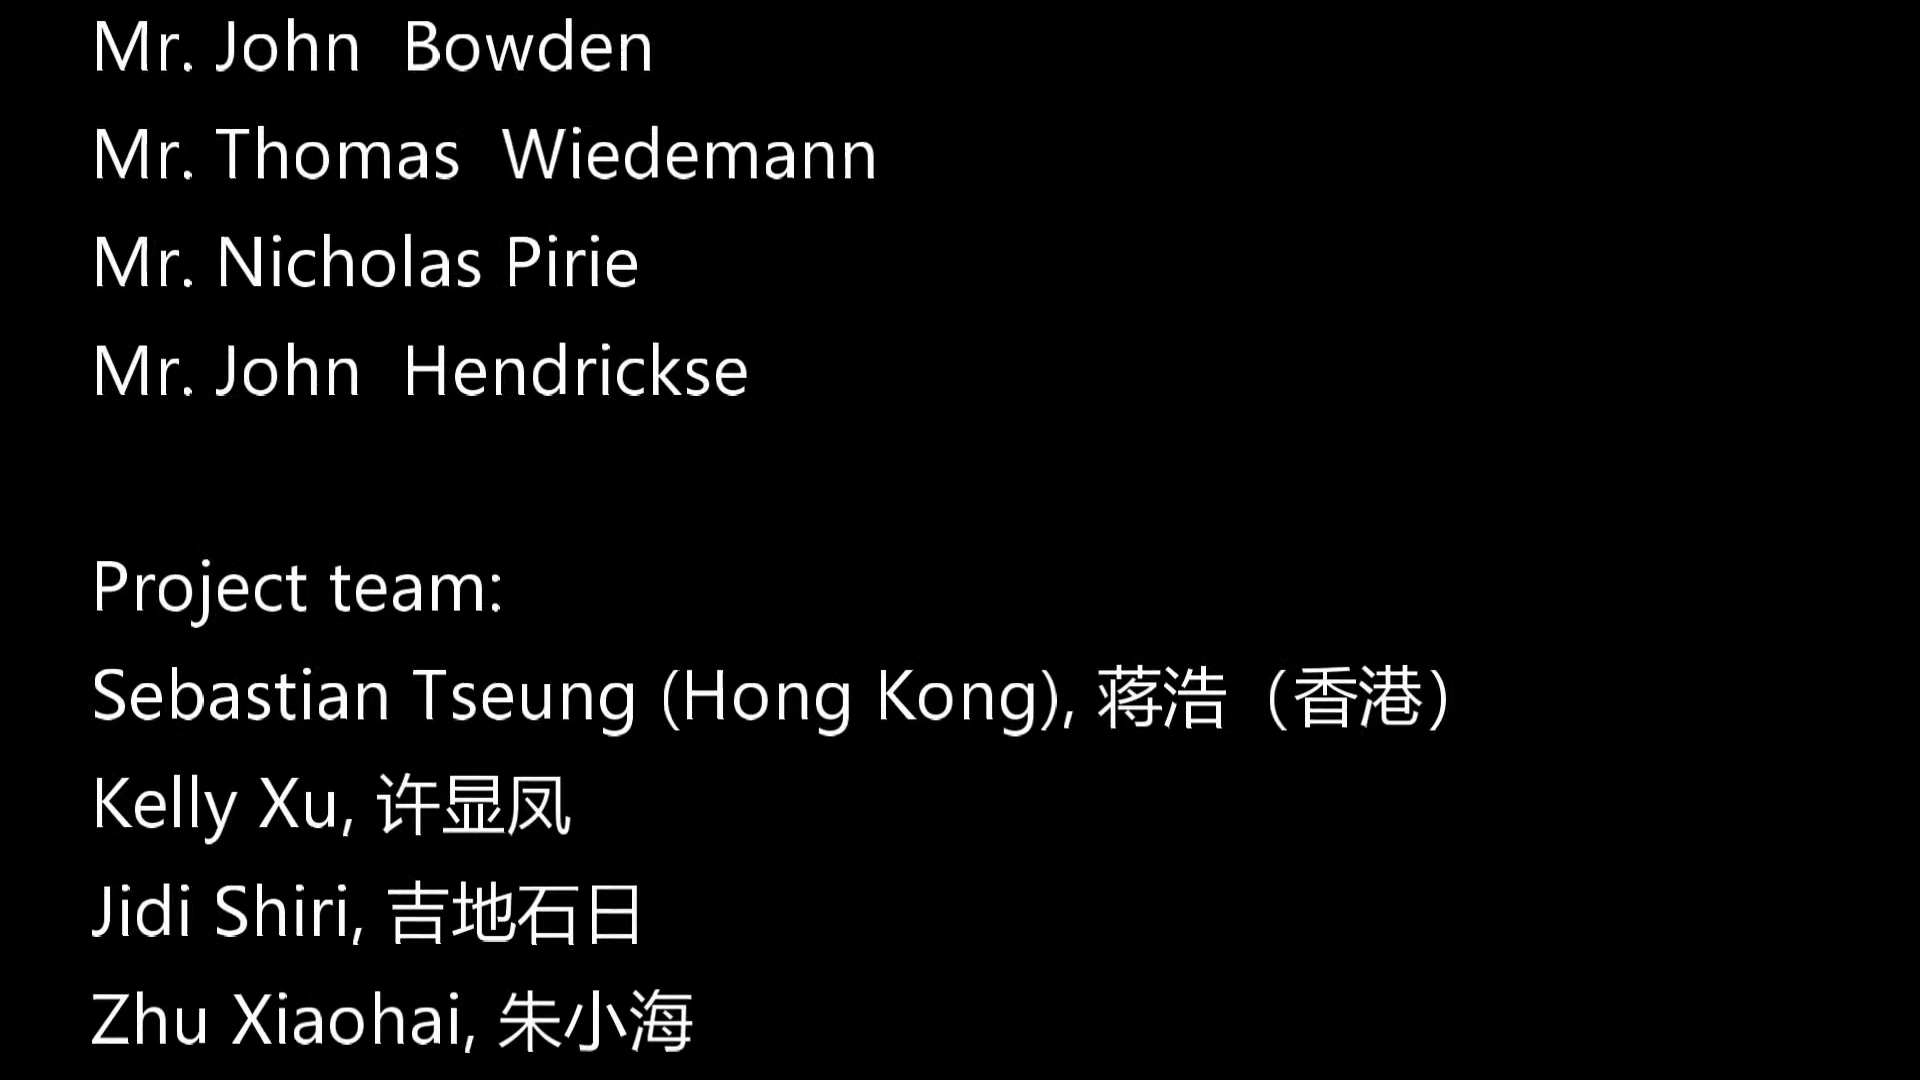 Mr. John  Bowden
Mr. Thomas  Wiedemann
Mr. Nicholas Pirie
Mr. John  Hendrickse
Project team:
Sebastian Tseung (Hong Kong), 蒋浩（香港）
Kelly Xu, 许显凤
Jidi Shiri, 吉地石日
Zhu Xiaohai, 朱小海